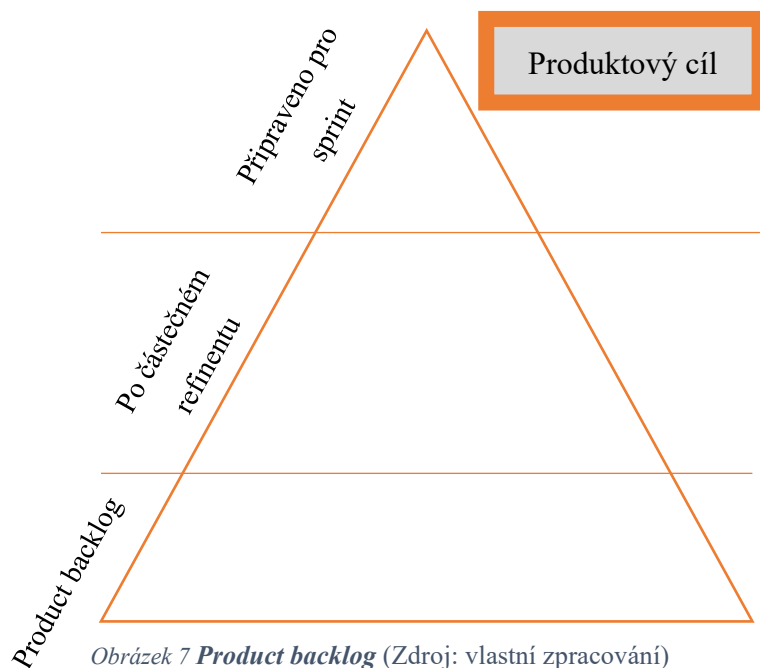 Produktový cíl
Připraveno pro
sprint
Po částečném
refinentu
Product backlog
Obrázek 7 Product backlog (Zdroj: vlastní zpracování)